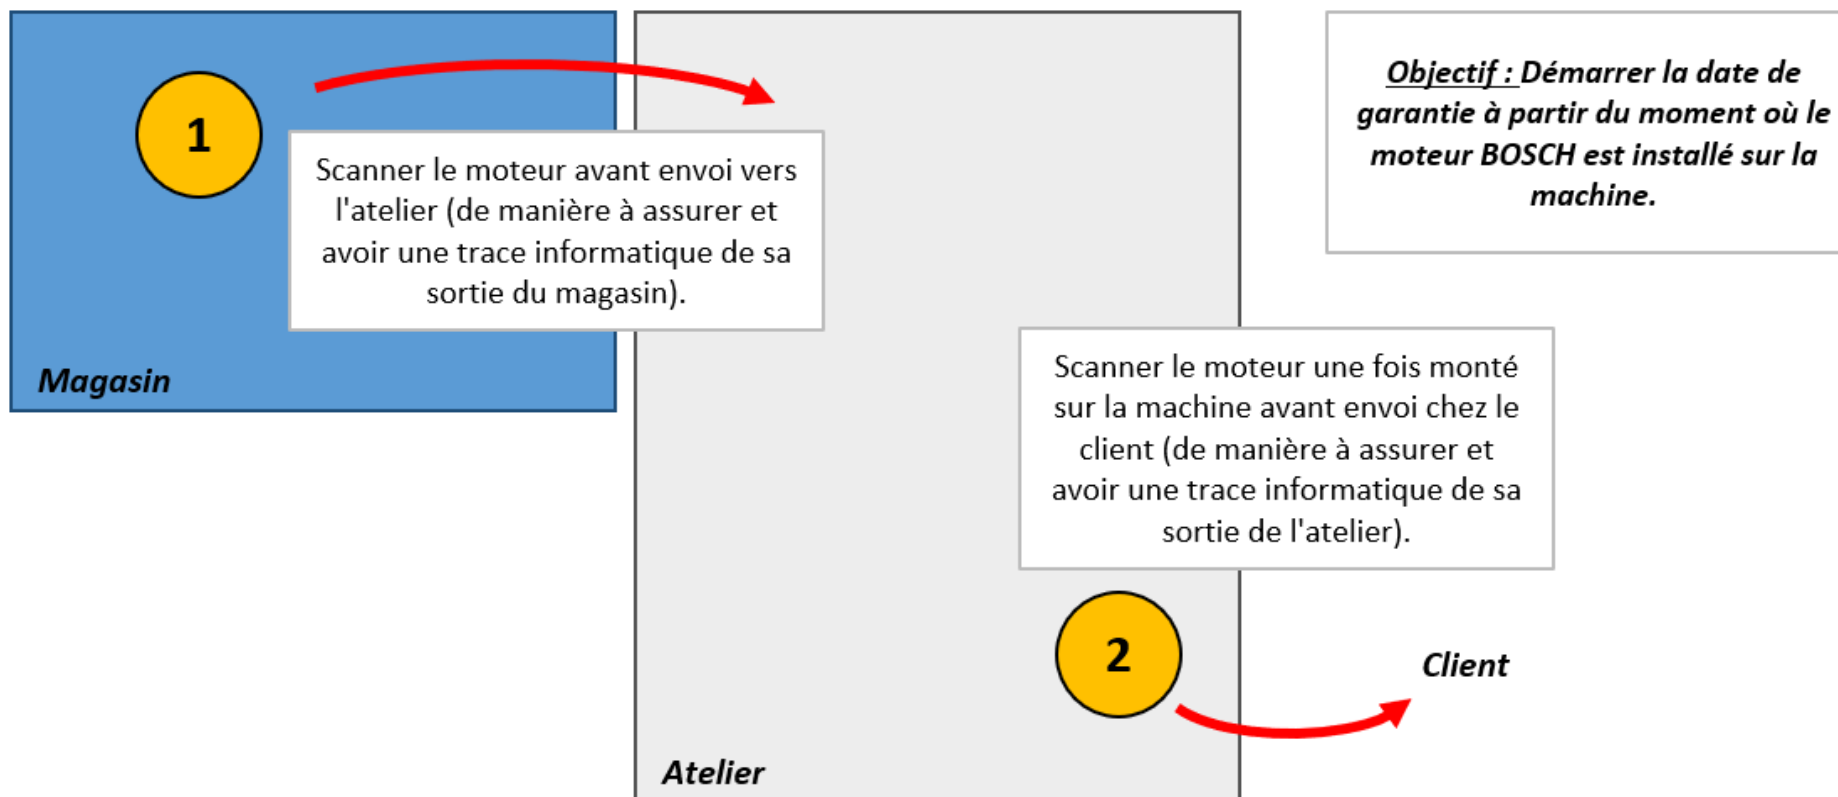 1
Scanner le moteur avant envoi vers
l'atelier (de manière à assurer et
avoir une trace informatique de sa
sortie du magasin).
Magasin
Objectif : Démarrer la date de
garantie à partir du moment où le
moteur BOSCH est installé sur la
machine.
Scanner le moteur une fois monté
sur la machine avant envoi chez le
client (de manière à assurer et
avoir une trace informatique de sa
sortie de l'atelier).
2
Client
Atelier